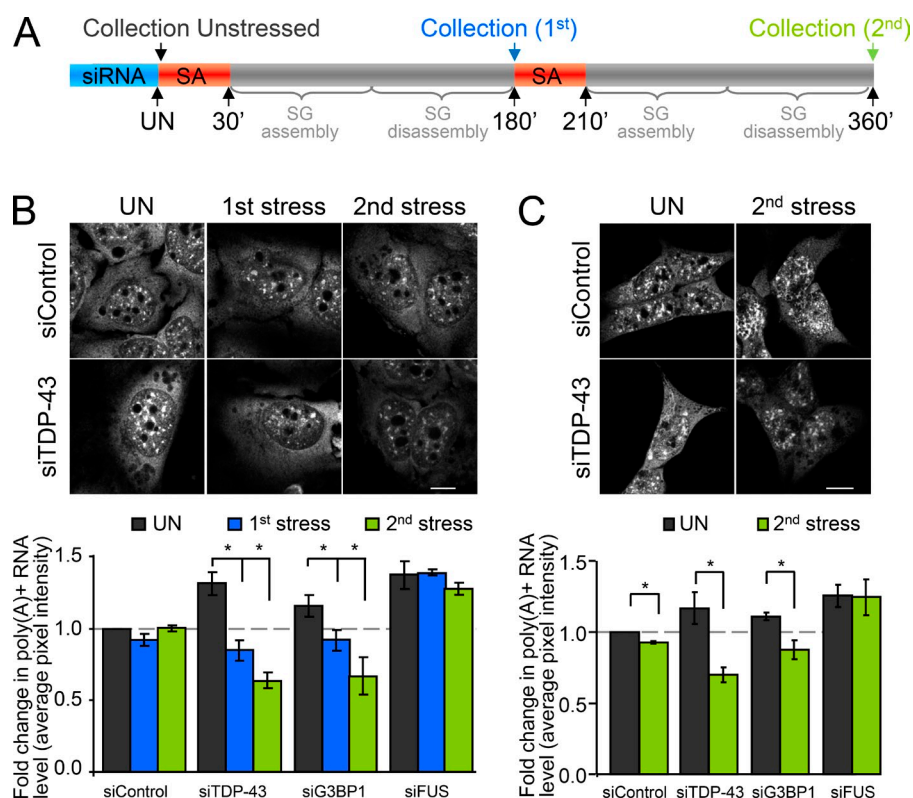 A
Collection Unstressed
Collection (1st)
Collection (2nd)
siRNA
SA
SA
UN
30’
SG assembly
SG disassembly
180’
210’
SG assembly
SG disassembly
360’
B
UN
1st stress
2nd stress
siControl
siTDP-43
UN
1st stress
2nd stress
Fold change in poly(A)+ RNA
level (average pixel intensity)
1.5
1.0
0.5
0.0
* * * *
siControl
siTDP-43
siG3BP1
siFUS
C
UN
2nd stress
siControl
siTDP-43
UN
2nd stress
Fold change in poly(A)+ RNA
level (average pixel intensity)
1.5
1.0
0.5
0.0
* * *
siControl
siTDP-43
siG3BP1
siFUS